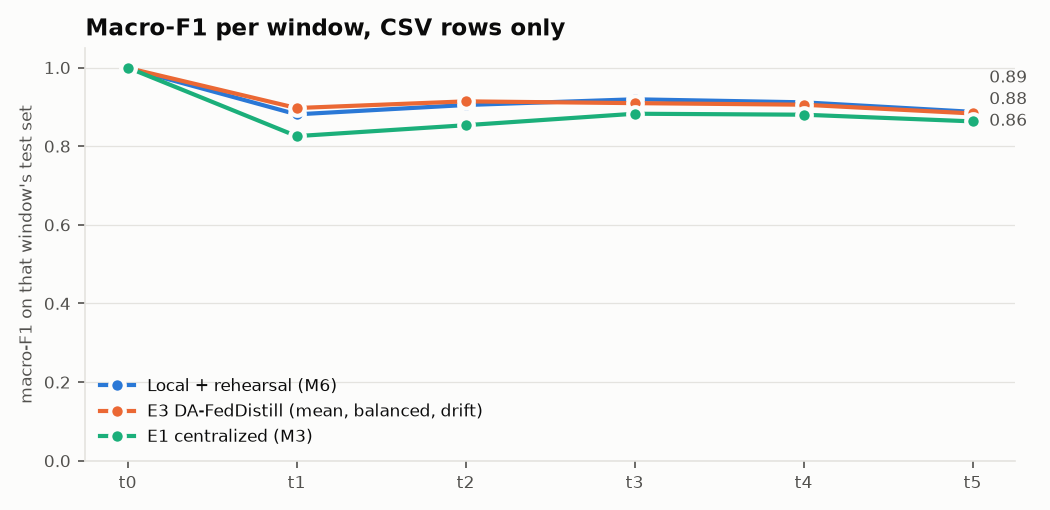 Macro-F1 per window, CSV rows only
macro-F1 on that window's test set
1.0
0.8
0.6
0.4
0.2
0.0
0.89
0.88
0.86
Local + rehearsal (M6)
E3 DA-FedDistill (mean, balanced, drift)
E1 centralized (M3)
t0
t1
t2
t3
t4
t5